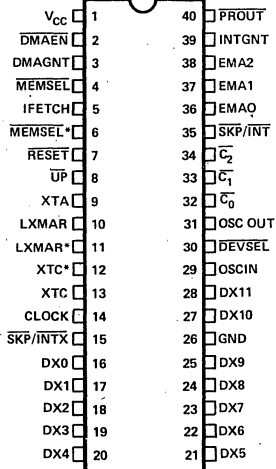 VCC 1 40 PROUT
DMAEN 2 39 INTGNT
DMAGNT 3 38 EMA2
MEMSEL 4 37 EMA1
IFETCH 5 36 EMA0
MEMSEL* 6 35 SKP/INT
RESET 7 34 C2
UP 8 33 C1
XTA 9 32 C0
LXMAR 10 31 OSC OUT
LXMAR* 11 30 DEVSEL
XTC* 12 29 OSCIN
XTC 13 28 DX11
CLOCK 14 27 DX10
SKP/INTX 15 26 GND
DX0 16 25 DX9
DX1 17 24 DX8
DX2 18 23 DX7
DX3 19 22 DX6
DX4 20 21 DX5